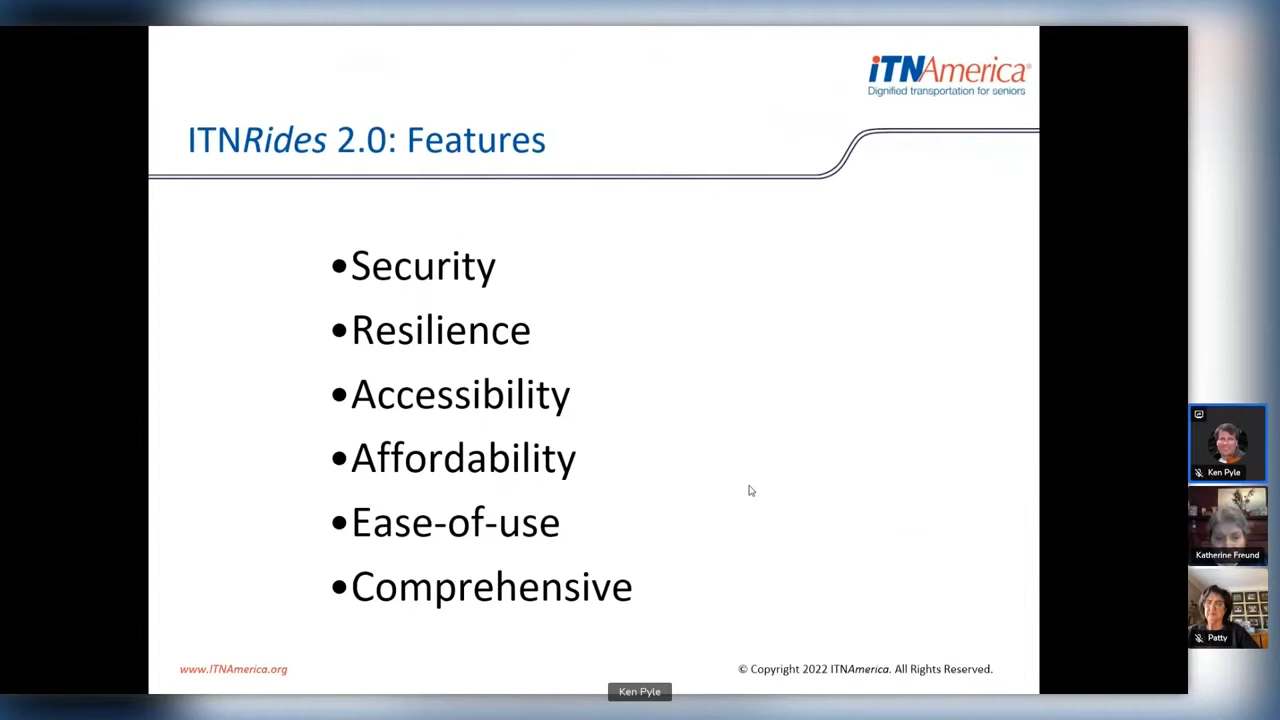 iTNAmerica®
Dignified transportation for seniors
ITNRides 2.0: Features
•Security
•Resilience
•Accessibility
•Affordability
•Ease-of-use
•Comprehensive
www.ITNAmerica.org
© Copyright 2022 ITNAmerica. All Rights Reserved.
Ken Pyle
Katherine Freund
Patty
Ken Pyle